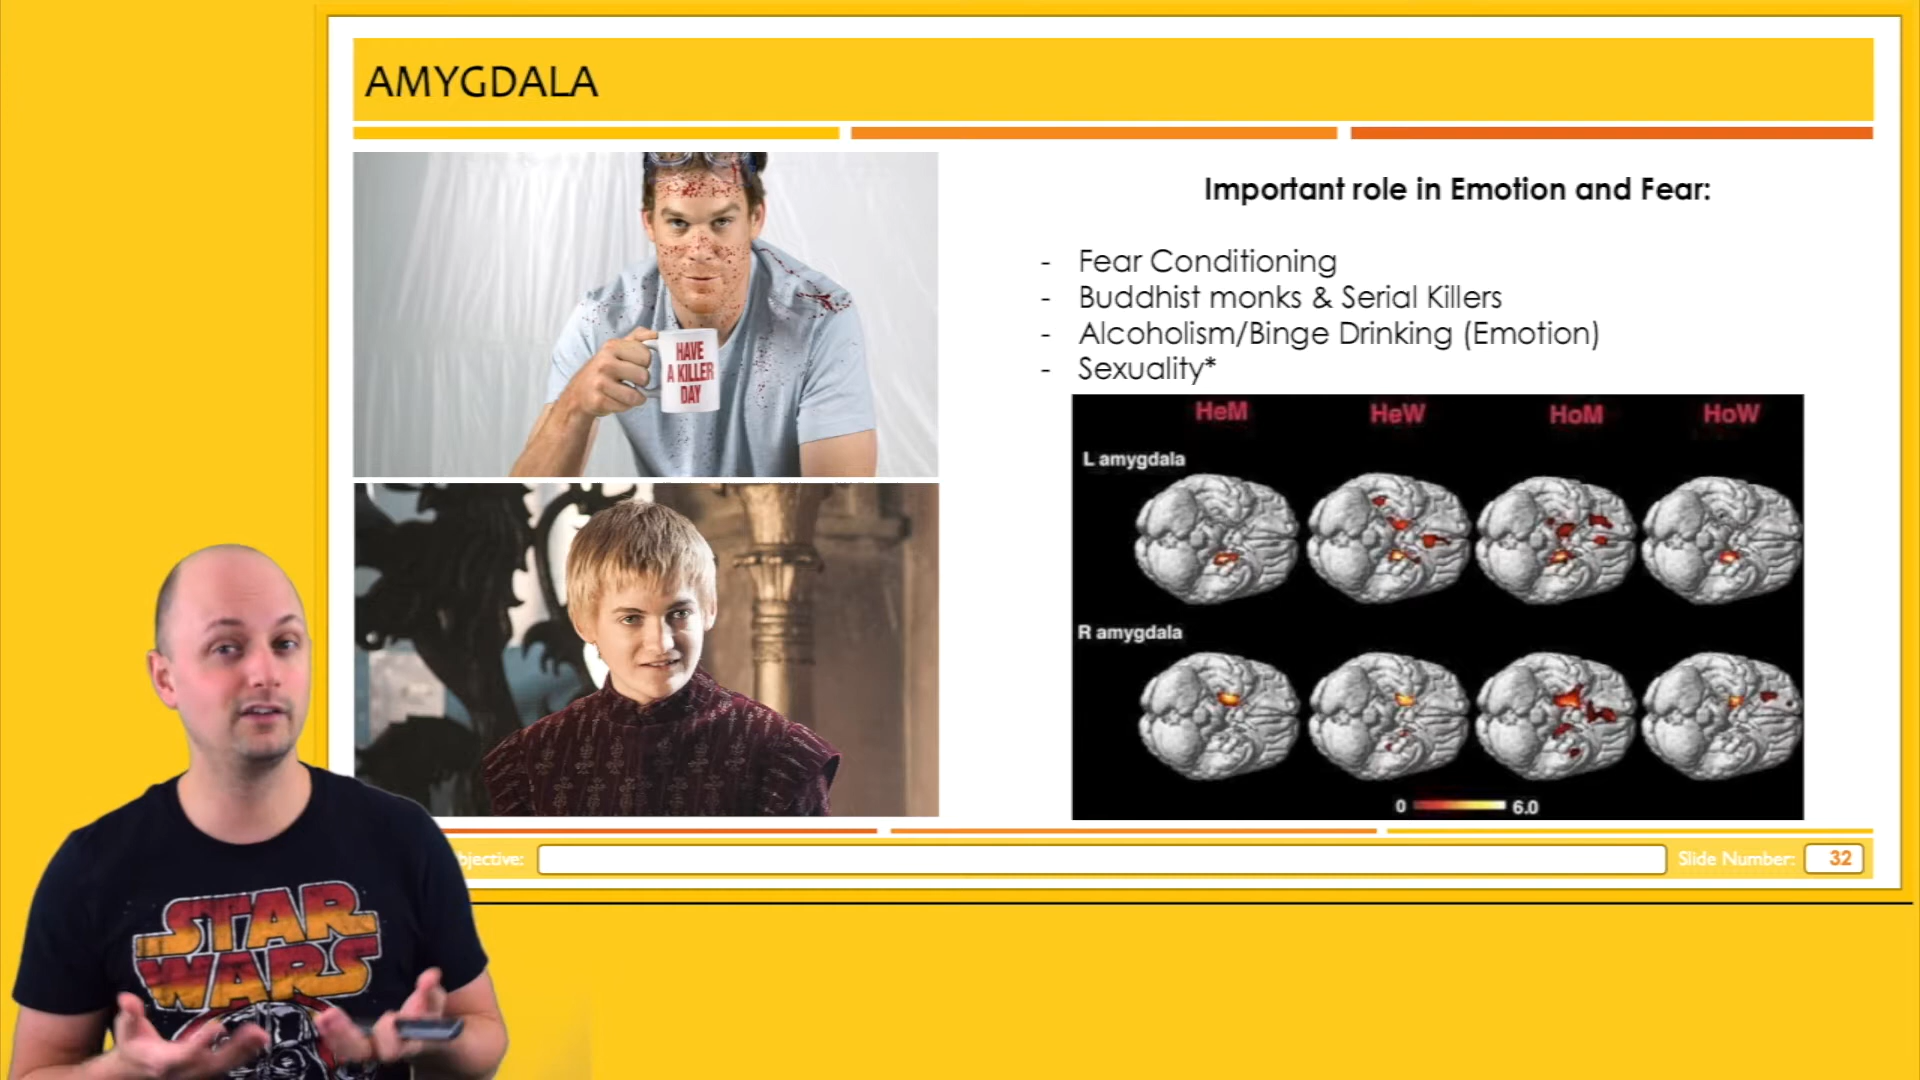 AMYGDALA
HAVE
A KILLER
DAY
Important role in Emotion and Fear:
- Fear Conditioning
- Buddhist monks & Serial Killers
- Alcoholism/Binge Drinking (Emotion)
- Sexuality*
HeM HeW HoM HoW
L amygdala
R amygdala
0 6.0
bjective:
Slide Number: 32
STAR
WARS